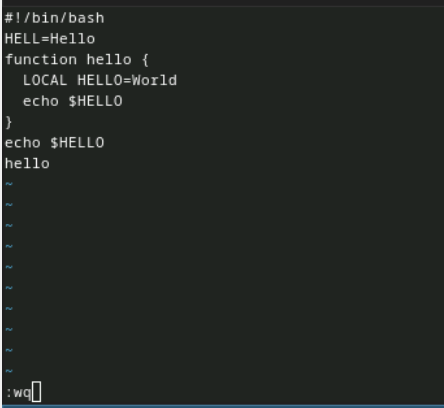 #!/bin/bash
HELL=Hello
function hello {
  LOCAL HELLO=World
  echo $HELLO
}
echo $HELLO
hello
~
~
~
~
~
~
~
~
~
~
:wq